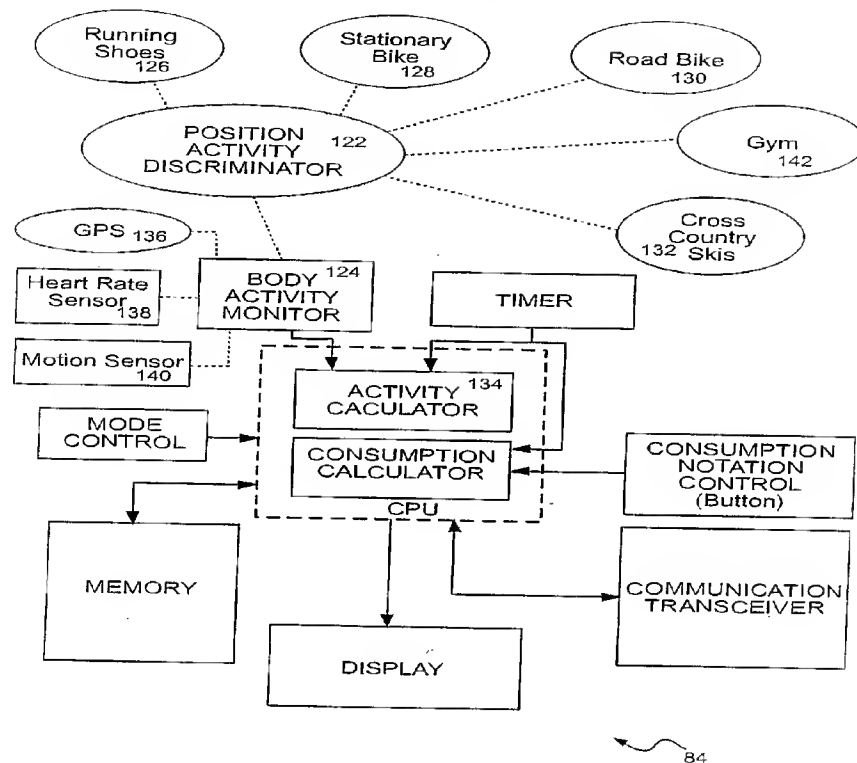 Running
Shoes
126
Stationary
Bike
128
Road Bike
130
POSITION
ACTIVITY
DISCRIMINATOR
122
Gym
142
Cross
Country
Skis
132
GPS 136
Heart Rate
Sensor
138
Motion Sensor
140
BODY
ACTIVITY
MONITOR
124
TIMER
ACTIVITY
CACULATOR
134
MODE
CONTROL
CONSUMPTION
CALCULATOR
CPU
CONSUMPTION
NOTATION
CONTROL
(Button)
MEMORY
COMMUNICATION
TRANSCEIVER
DISPLAY
84